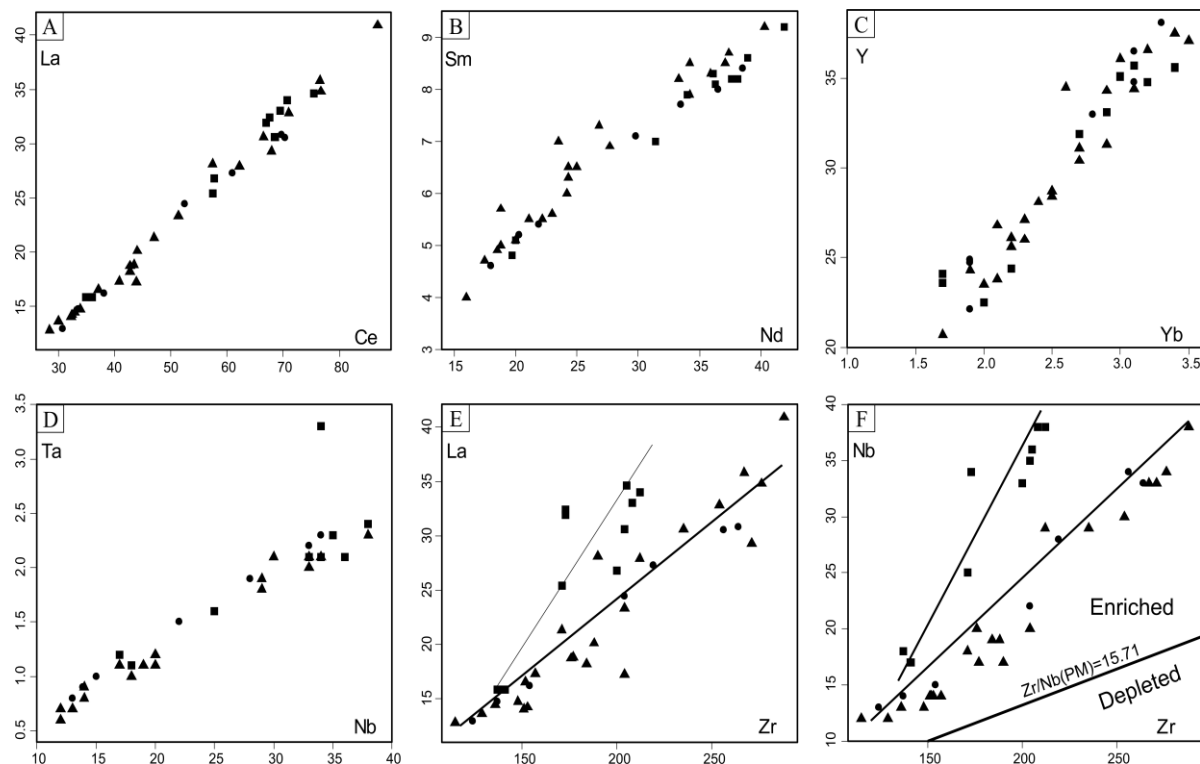 A
La
40
35
30
25
20
15
30 40 50 60 70 80
Ce
B
Sm
9
8
7
6
5
4
3
15 20 25 30 35 40
Nd
C
Y
35
30
25
20
1.0 1.5 2.0 2.5 3.0 3.5
Yb
D
Ta
3.5
3.0
2.5
2.0
1.5
1.0
0.5
10 15 20 25 30 35 40
Nb
E
La
40
35
30
25
20
15
150 200 250
Zr
F
Nb
40
35
30
25
20
15
10
150 200 250
Zr
Enriched
Zr/Nb(PM)=15.71
Depleted